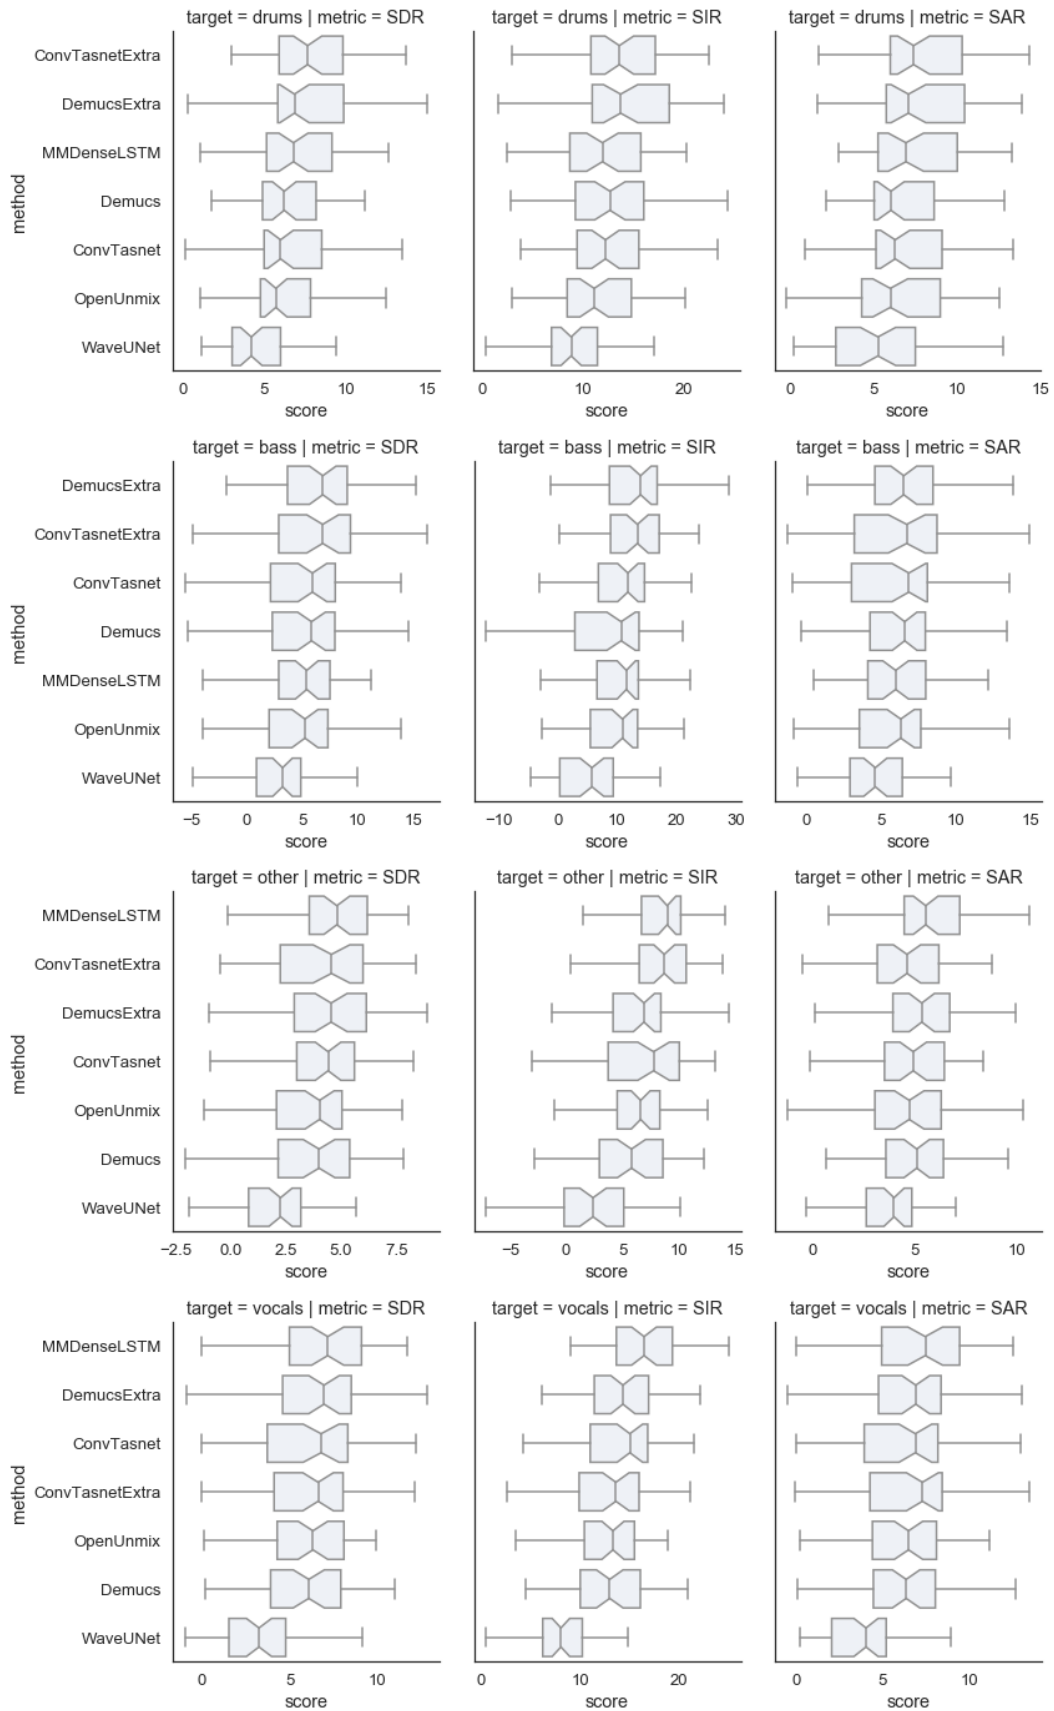 target = drums | metric = SDR
target = drums | metric = SIR
target = drums | metric = SAR
method
ConvTasnetExtra
DemucsExtra
MMDenseLSTM
Demucs
ConvTasnet
OpenUnmix
WaveUNet
0 5 10 15
0 10 20
0 5 10 15
score
score
score
target = bass | metric = SDR
target = bass | metric = SIR
target = bass | metric = SAR
method
DemucsExtra
ConvTasnetExtra
ConvTasnet
Demucs
MMDenseLSTM
OpenUnmix
WaveUNet
−5 0 5 10 15
−10 0 10 20 30
0 5 10 15
score
score
score
target = other | metric = SDR
target = other | metric = SIR
target = other | metric = SAR
method
MMDenseLSTM
ConvTasnetExtra
DemucsExtra
ConvTasnet
OpenUnmix
Demucs
WaveUNet
−2.5 0.0 2.5 5.0 7.5
−5 0 5 10 15
0 5 10
score
score
score
target = vocals | metric = SDR
target = vocals | metric = SIR
target = vocals | metric = SAR
method
MMDenseLSTM
DemucsExtra
ConvTasnet
ConvTasnetExtra
OpenUnmix
Demucs
WaveUNet
0 5 10
0 10 20
0 5 10
score
score
score